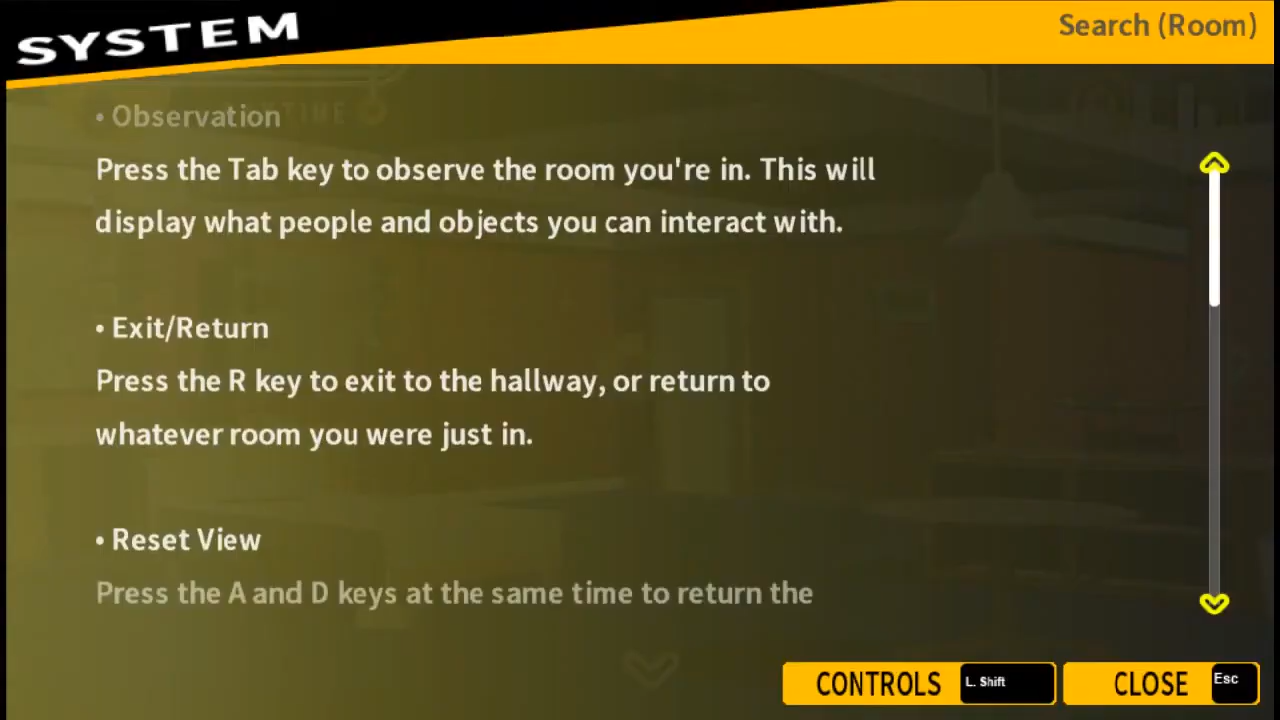 SYSTEM
Search (Room)
• Observation
Press the Tab key to observe the room you're in. This will
display what people and objects you can interact with.
• Exit/Return
Press the R key to exit to the hallway, or return to
whatever room you were just in.
• Reset View
Press the A and D keys at the same time to return the
CONTROLS L. Shift CLOSE Esc